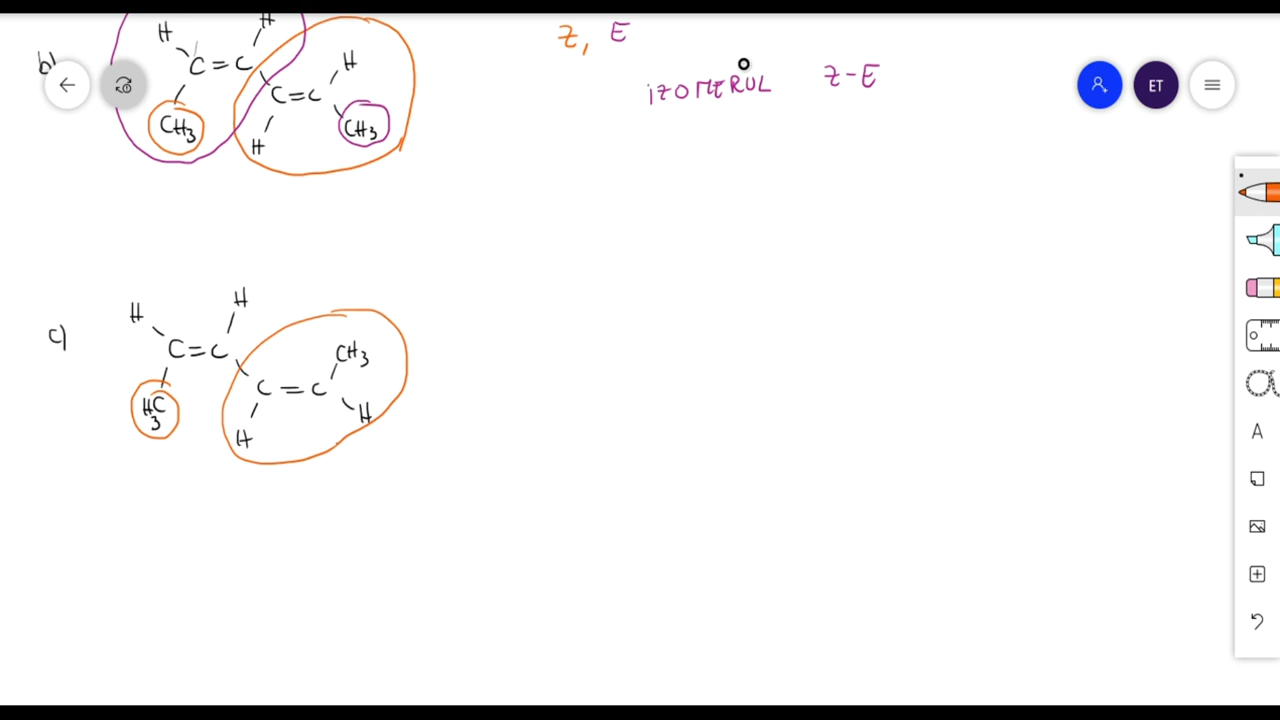 H H
C = C H
Z, E
b)
CH3 C=C
IZOMERUL Z-E
ET
H CH3
H H
c) C=C
CH3
C = C
HC
3 H
H
A